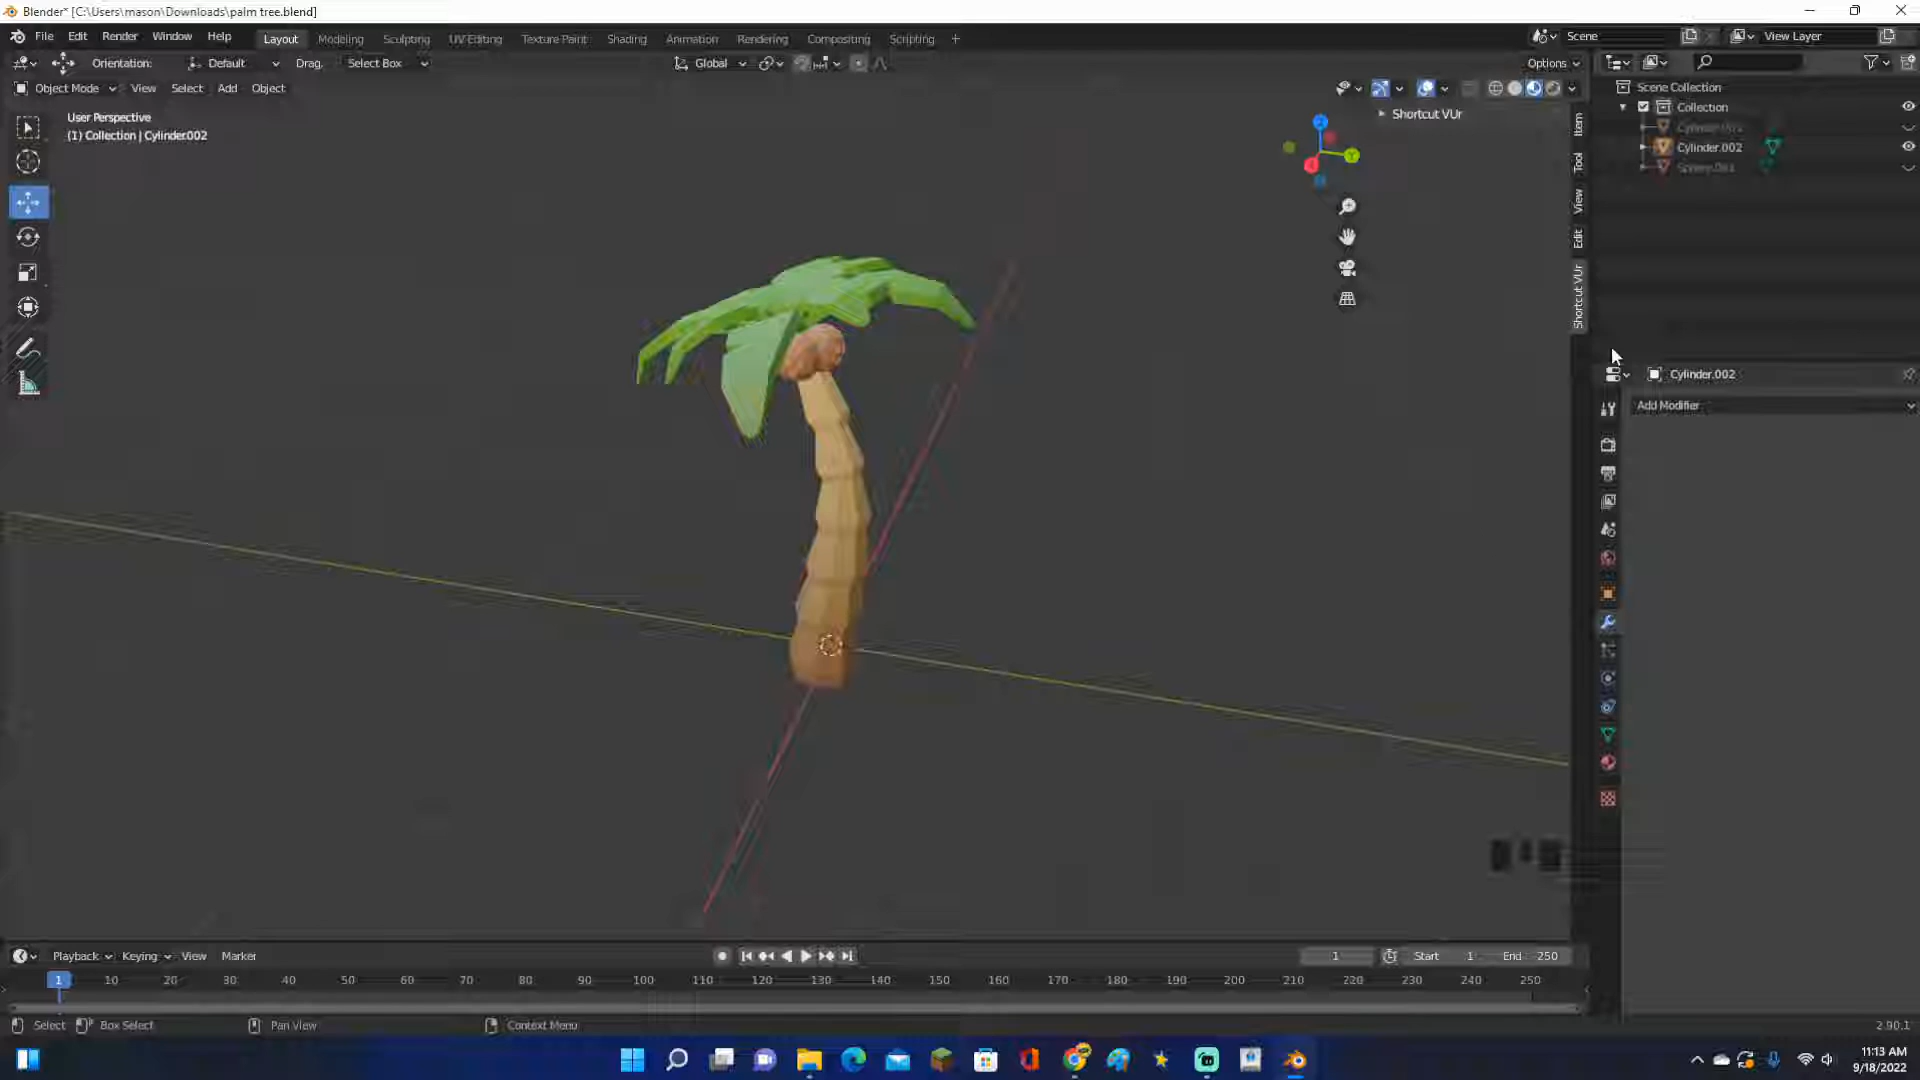 Blender* [C:\Users\mason\Downloads\palm tree.blend]
File Edit Render Window Help
Layout Modeling Sculpting UV Editing Texture Paint Shading Animation Rendering Compositing Scripting +
Scene
View Layer
Orientation: Default Drag: Select Box
Global
Options
Object Mode View Select Add Object
User Perspective
(1) Collection | Cylinder.002
Shortcut VUr
Item
Tool
View
Edit
Shortcut VUr
Scene Collection
Collection
Cylinder.002
Cylinder.002
Add Modifier
Playback Keying View Marker
1
Start 1
End 250
1 10 20 30 40 50 60 70 80 90 100 110 120 130 140 150 160 170 180 190 200 210 220 230 240 250
Select Box Select Pan View Context Menu
2.90.1
11:13 AM
9/18/2022